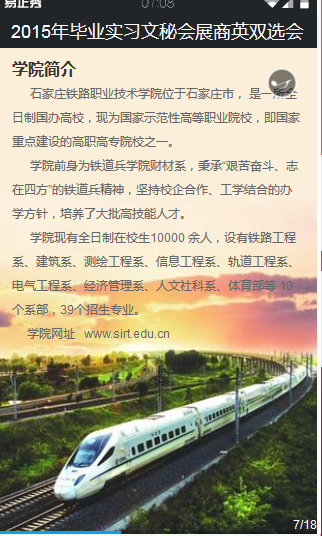 易企秀
07:08
2015年毕业实习文秘会展商英双选会
学院简介
石家庄铁路职业技术学院位于石家庄市， 是一所全
日制国办高校，现为国家示范性高等职业院校，即国家
重点建设的高职高专院校之一。
学院前身为铁道兵学院财材系，秉承“艰苦奋斗、志
在四方”的铁道兵精神，坚持校企合作、工学结合的办
学方针，培养了大批高技能人才。
学院现有全日制在校生10000 余人，设有铁路工程
系、建筑系、测绘工程系、信息工程系、轨道工程系、
电气工程系、经济管理系、人文社科系、体育部等 10
个系部，39个招生专业。
学院网址 www.sirt.edu.cn
7/18